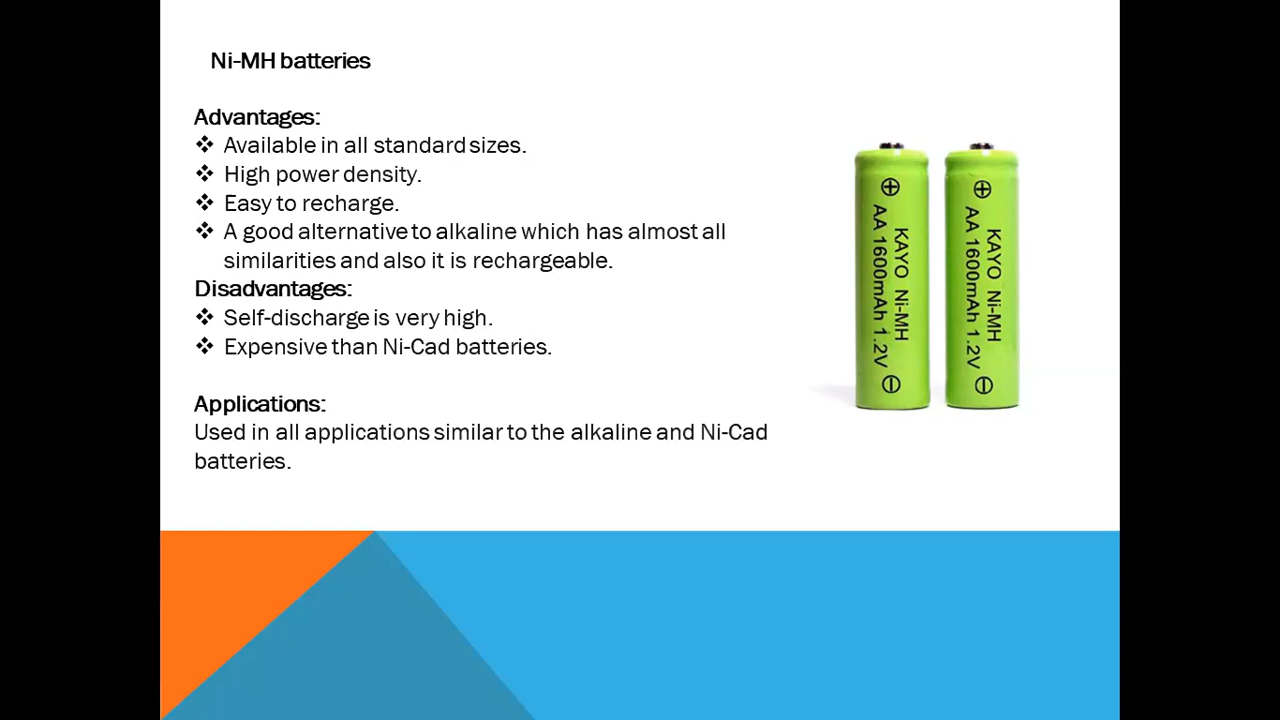 Ni-MH batteries
Advantages:
❖ Available in all standard sizes.
❖ High power density.
❖ Easy to recharge.
❖ A good alternative to alkaline which has almost all
similarities and also it is rechargeable.
Disadvantages:
❖ Self-discharge is very high.
❖ Expensive than Ni-Cad batteries.
Applications:
Used in all applications similar to the alkaline and Ni-Cad
batteries.
KAYO Ni-MH
AA 1600mAh 1.2V
KAYO Ni-MH
AA 1600mAh 1.2V